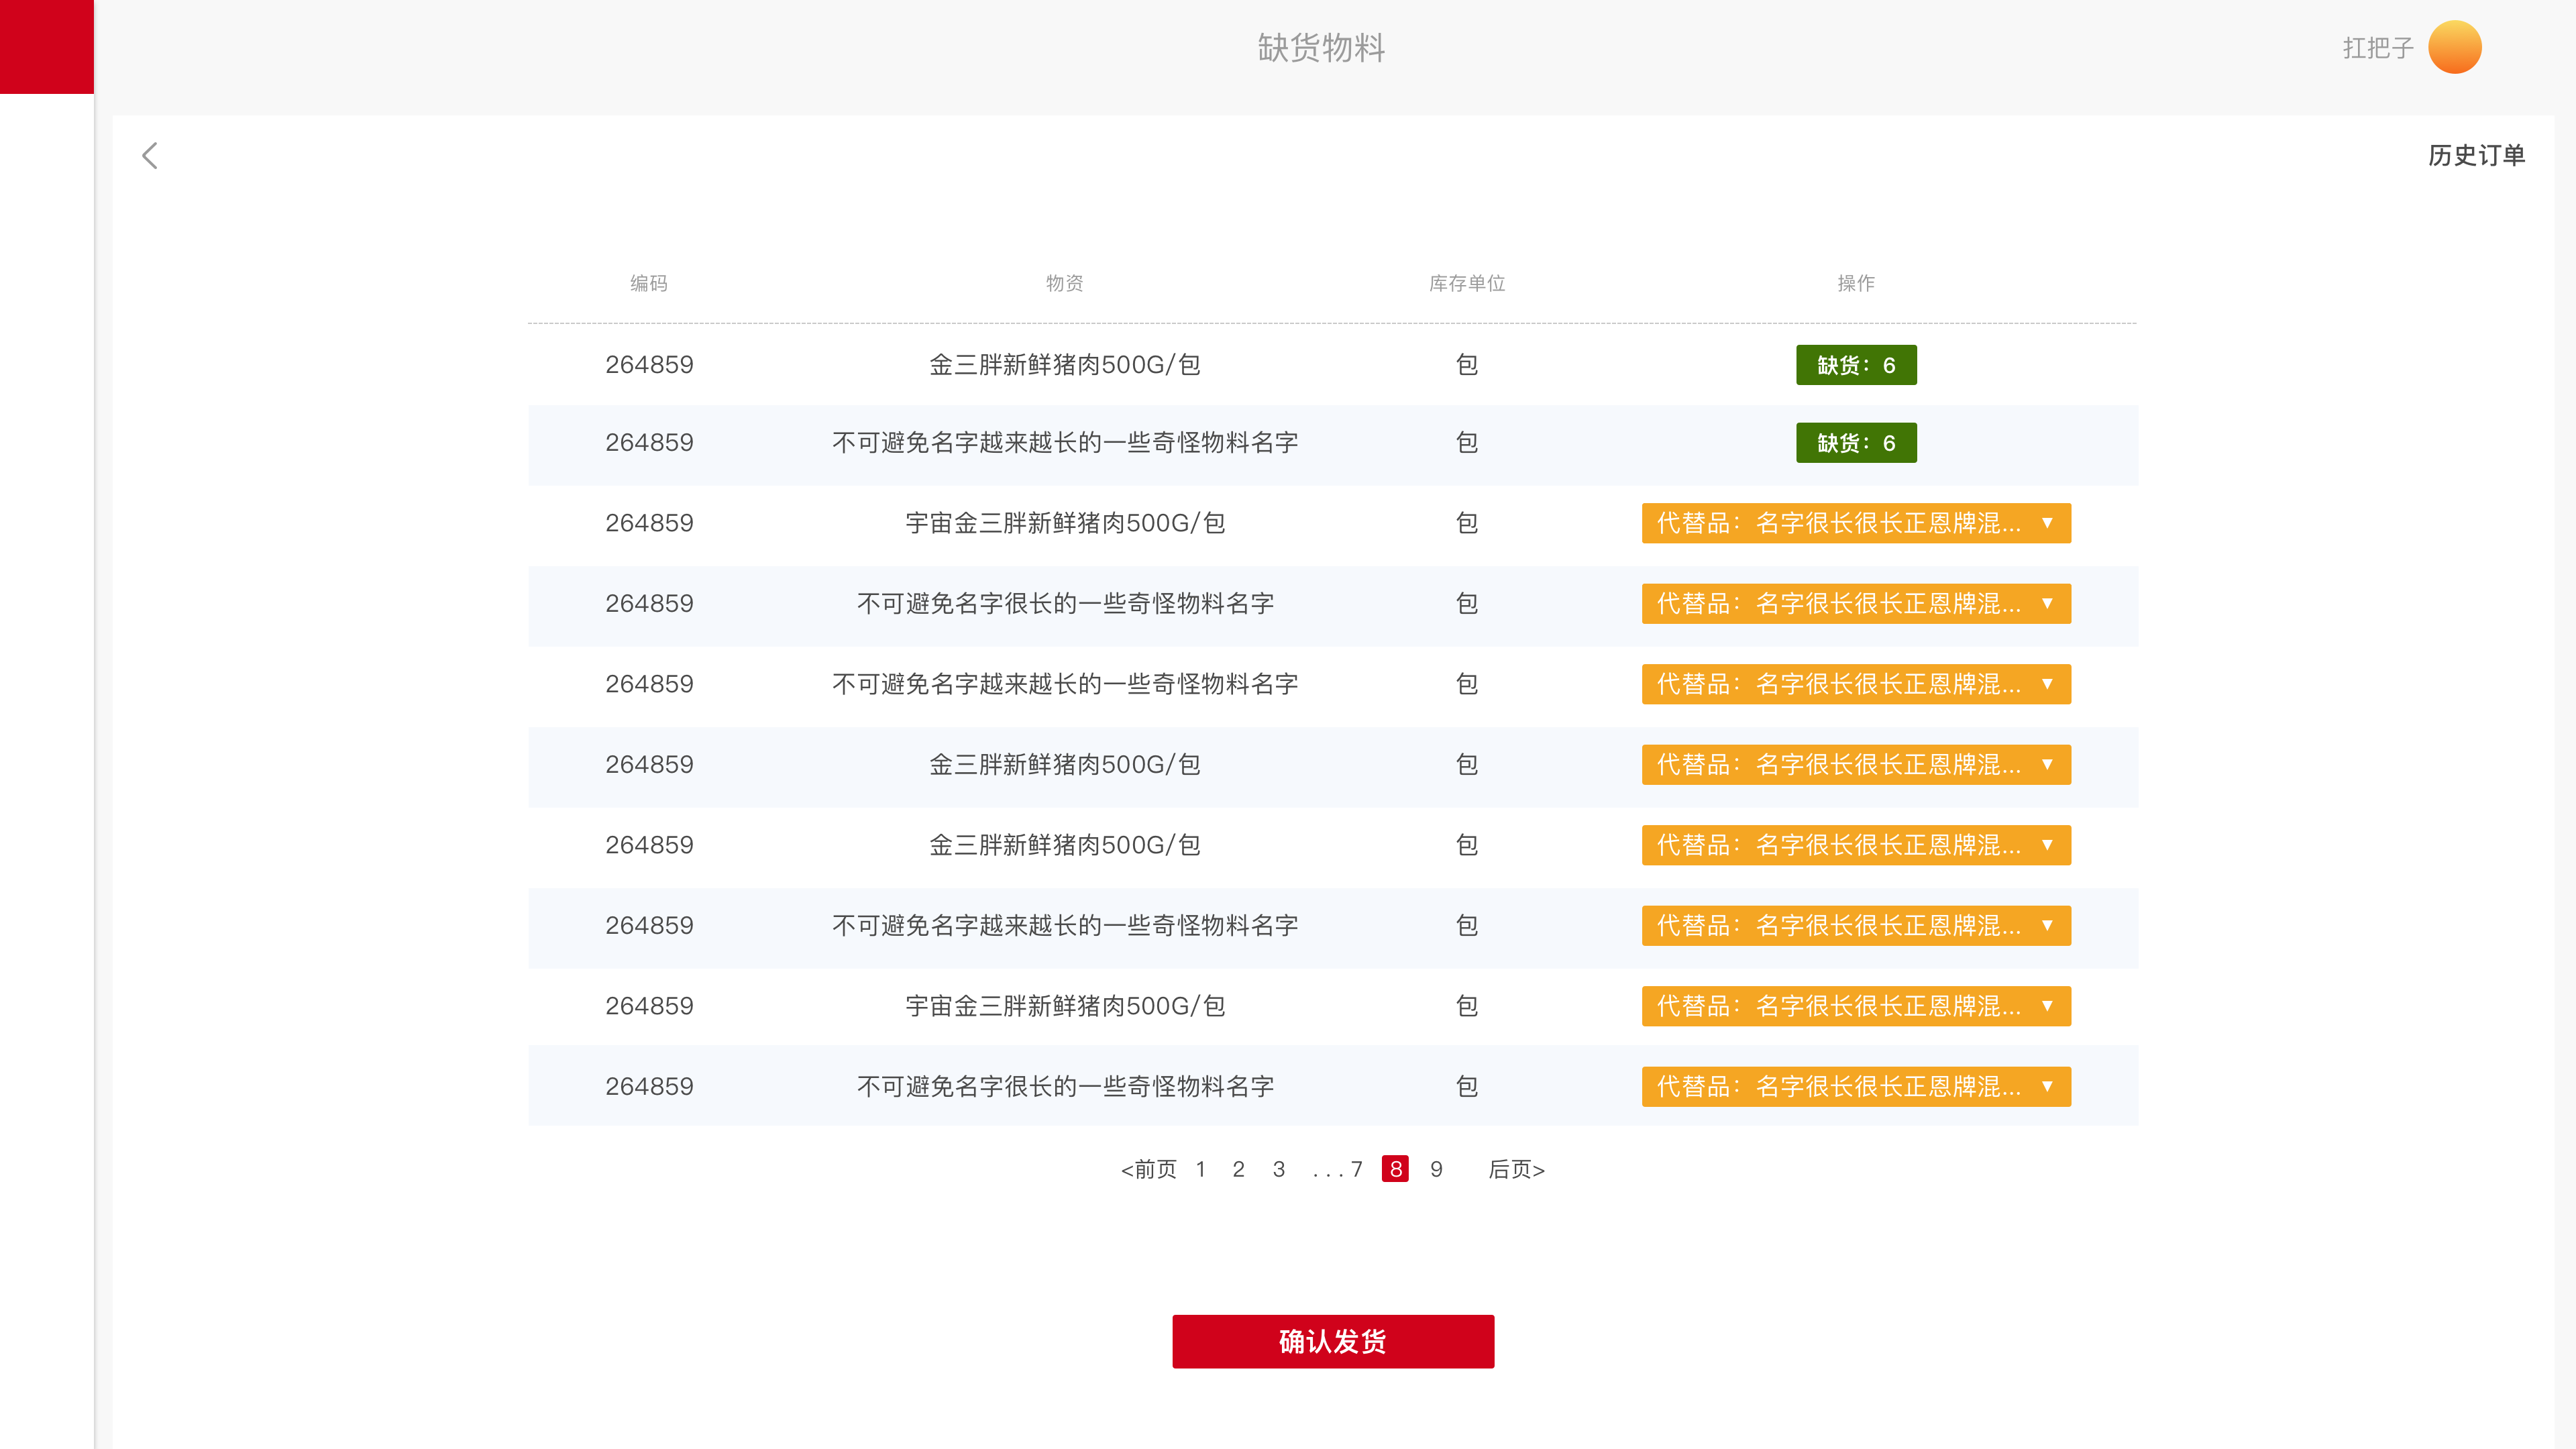 缺货物料
扛把子
历史订单
编码 物资 库存单位 操作
264859 金三胖新鲜猪肉500G/包 包 缺货：6
264859 不可避免名字越来越长的一些奇怪物料名字 包 缺货：6
264859 宇宙金三胖新鲜猪肉500G/包 包 代替品：名字很长很长正恩牌混... ▼
264859 不可避免名字很长的一些奇怪物料名字 包 代替品：名字很长很长正恩牌混... ▼
264859 不可避免名字越来越长的一些奇怪物料名字 包 代替品：名字很长很长正恩牌混... ▼
264859 金三胖新鲜猪肉500G/包 包 代替品：名字很长很长正恩牌混... ▼
264859 金三胖新鲜猪肉500G/包 包 代替品：名字很长很长正恩牌混... ▼
264859 不可避免名字越来越长的一些奇怪物料名字 包 代替品：名字很长很长正恩牌混... ▼
264859 宇宙金三胖新鲜猪肉500G/包 包 代替品：名字很长很长正恩牌混... ▼
264859 不可避免名字很长的一些奇怪物料名字 包 代替品：名字很长很长正恩牌混... ▼
<前页 1 2 3 ...7 8 9 后页>
确认发货